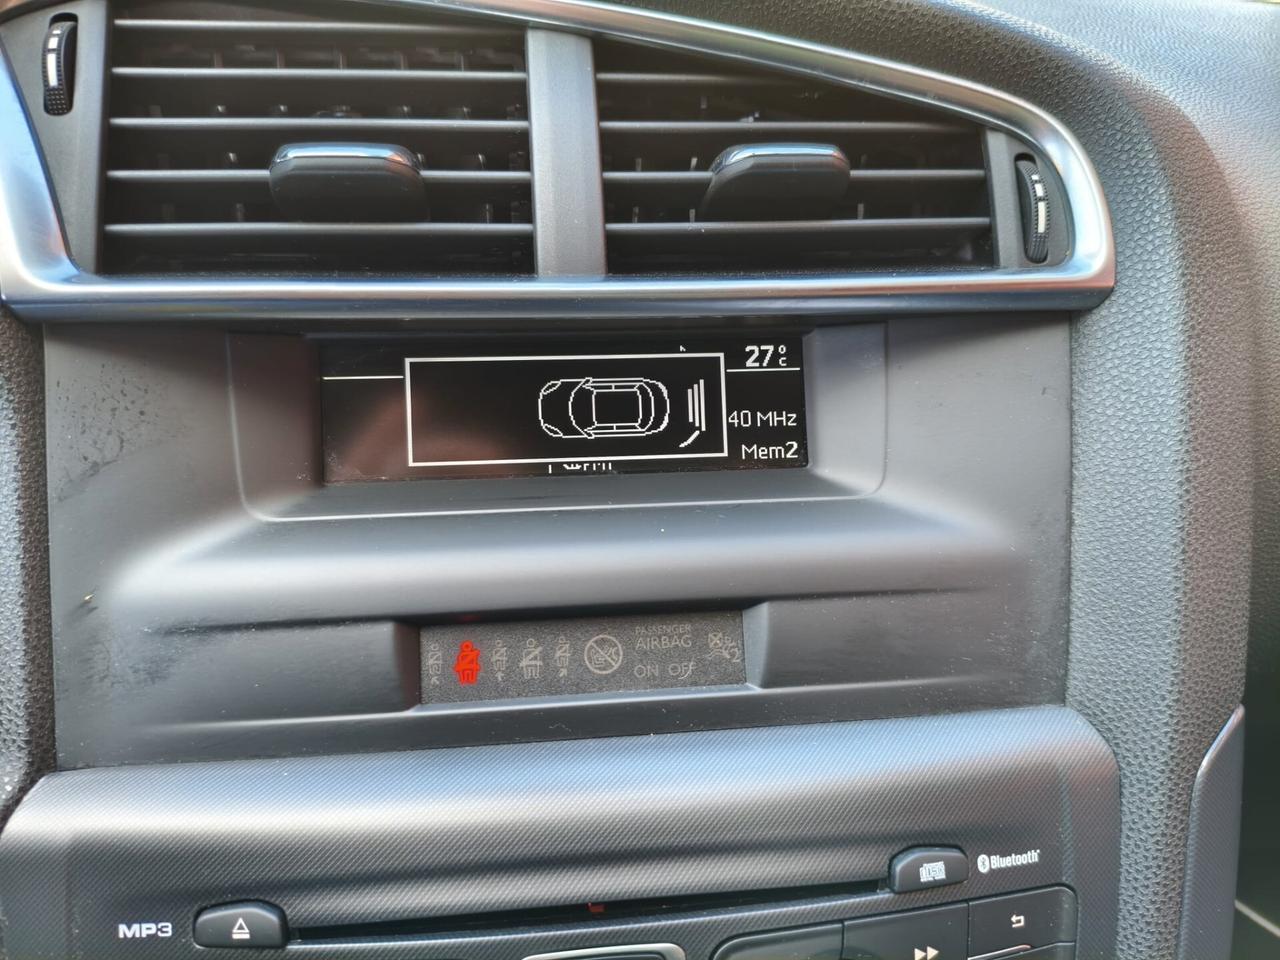 27°C
40 MHz
Mem2
PASSENGER
AIRBAG
ON OFF
2
Bluetooth
MP3